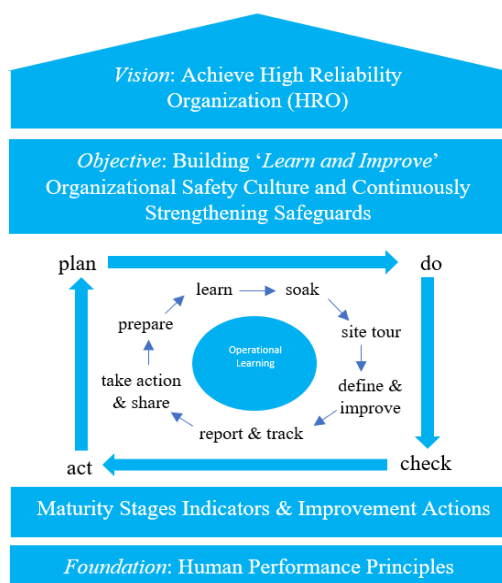 Vision: Achieve High Reliability
Organization (HRO)
Objective: Building ‘Learn and Improve’
Organizational Safety Culture and Continuously
Strengthening Safeguards
plan
do
learn
soak
prepare
site tour
Operational
Learning
take action
& share
define &
improve
report & track
act
check
Maturity Stages Indicators & Improvement Actions
Foundation: Human Performance Principles